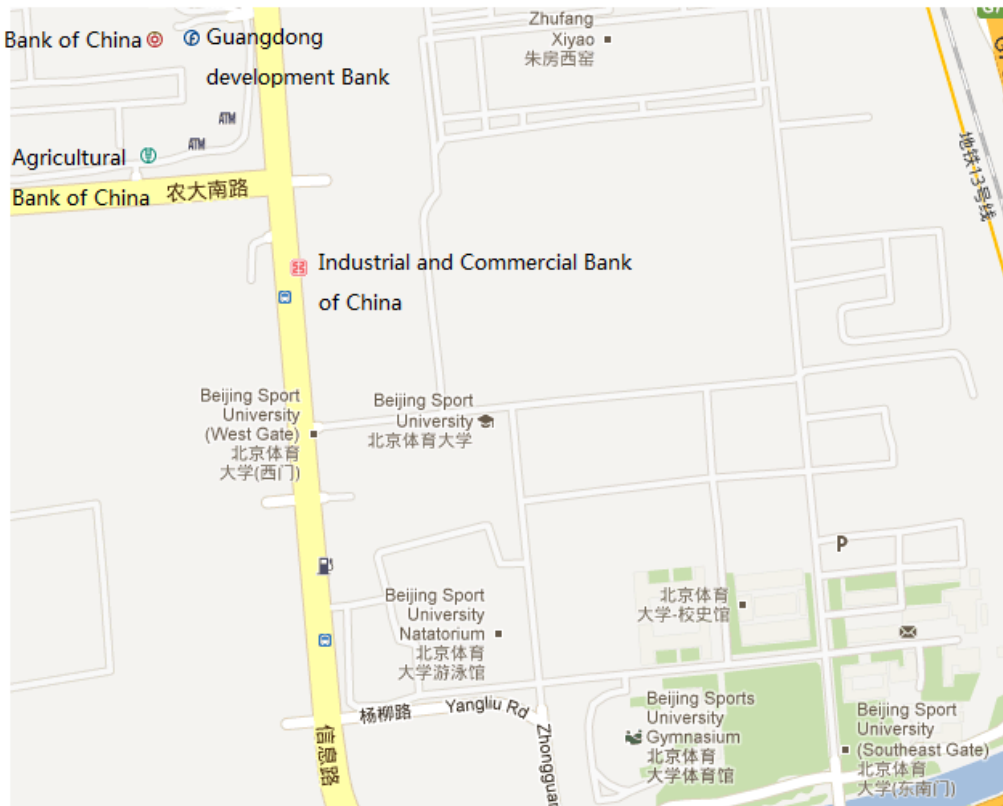 Bank of China
Guangdong
development Bank
Zhufang
Xiyao
朱房西窑
ATM
ATM
Agricultural
Bank of China
农大南路
地铁13号线
Industrial and Commercial Bank
of China
Beijing Sport
University
(West Gate)
北京体育
大学(西门)
Beijing Sport
University
北京体育大学
P
Beijing Sport
University
Natatorium
北京体育
大学游泳馆
北京体育
大学-校史馆
杨柳路
Yangliu Rd
信息路
Beijing Sports
University
Gymnasium
北京体育
大学体育馆
Beijing Sport
University
(Southeast Gate)
北京体育
大学(东南门)